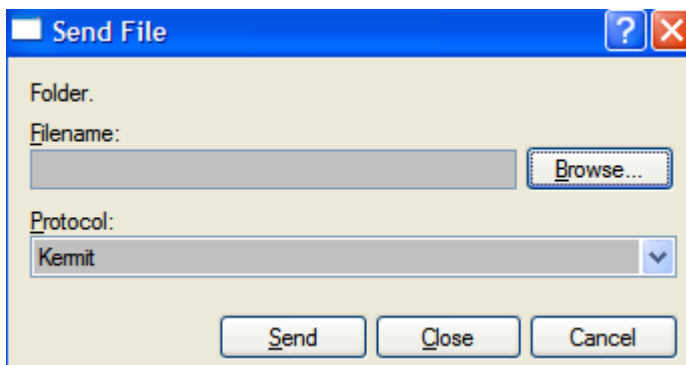 Send File
Folder.
Filename:
Browse...
Protocol:
Kermit
Send Close Cancel